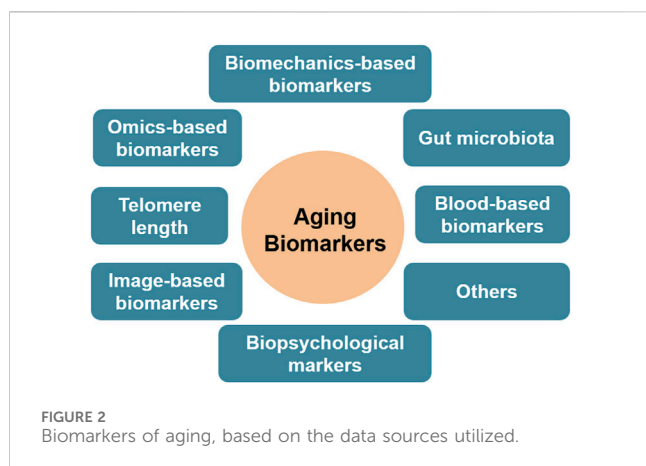 Biomechanics-based
biomarkers
Omics-based
biomarkers
Gut microbiota
Telomere
length
Aging
Biomarkers
Blood-based
biomarkers
Image-based
biomarkers
Others
Biopsychological
markers
FIGURE 2
Biomarkers of aging, based on the data sources utilized.